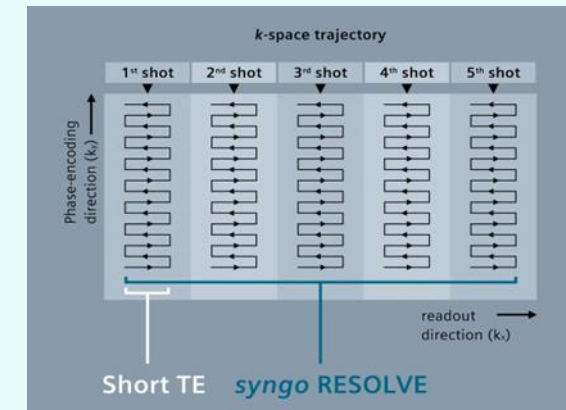 k-space trajectory
1st shot 2nd shot 3rd shot 4th shot 5th shot
Phase-encoding
direction (ky)
readout
direction (kx)
Short TE syngo RESOLVE